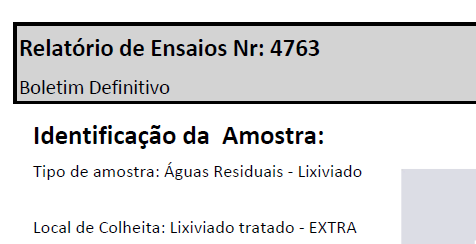 Relatório de Ensaios Nr: 4763
Boletim Definitivo
Identificação da Amostra:
Tipo de amostra: Águas Residuais - Lixiviado
Local de Colheita: Lixiviado tratado - EXTRA